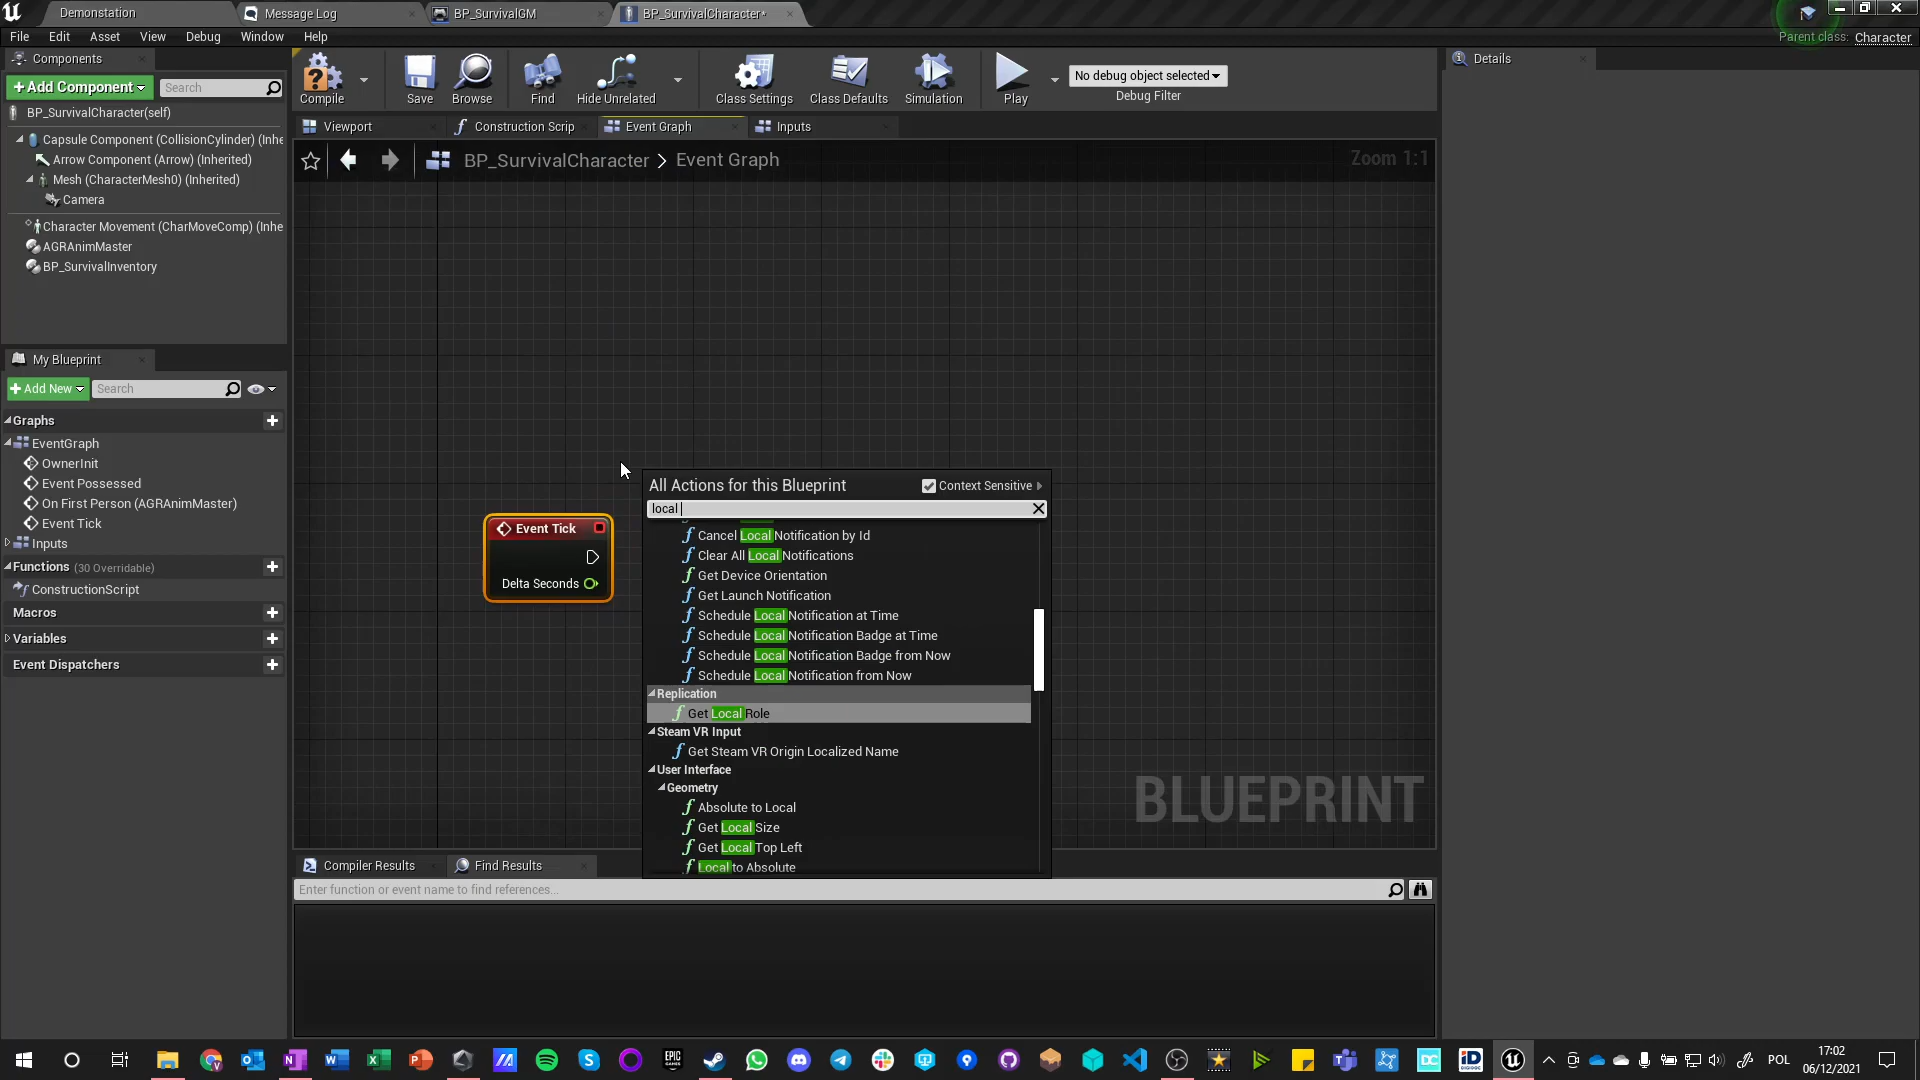 Demonstation
Message Log
BP_SurvivalGM
BP_SurvivalCharacter*
File Edit Asset View Debug Window Help
Parent class: Character
Components
+Add Component
Search
BP_SurvivalCharacter(self)
Capsule Component (CollisionCylinder) (Inhe
Arrow Component (Arrow) (Inherited)
Mesh (CharacterMesh0) (Inherited)
Camera
Character Movement (CharMoveComp) (Inhe
AGRAnimMaster
BP_SurvivalInventory
Compile
Save
Browse
Find
Hide Unrelated
Class Settings
Class Defaults
Simulation
Play
No debug object selected
Debug Filter
Details
Viewport
Construction Scrip
Event Graph
Inputs
BP_SurvivalCharacter > Event Graph
Zoom 1:1
My Blueprint
+Add New
Search
Graphs
EventGraph
OwnerInit
Event Possessed
On First Person (AGRAnimMaster)
Event Tick
Inputs
Functions (30 Overridable)
ConstructionScript
Macros
Variables
Event Dispatchers
Event Tick
Delta Seconds
All Actions for this Blueprint
Context Sensitive
local
Cancel Local Notification by Id
Clear All Local Notifications
Get Device Orientation
Get Launch Notification
Schedule Local Notification at Time
Schedule Local Notification Badge at Time
Schedule Local Notification Badge from Now
Schedule Local Notification from Now
Replication
Get Local Role
Steam VR Input
Get Steam VR Origin Localized Name
User Interface
Geometry
Absolute to Local
Get Local Size
Get Local Top Left
Local to Absolute
BLUEPRINT
Compiler Results
Find Results
Enter function or event name to find references...
POL
17:02
06/12/2021